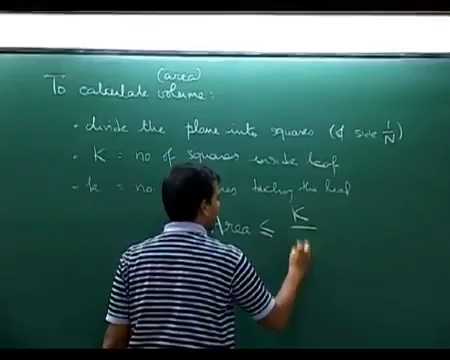 (area)
To calculate volume:
• divide the plane into squares (of side 1/N)
• K = no of squares inside leaf
• k = no. the leaf
Area ≤ K